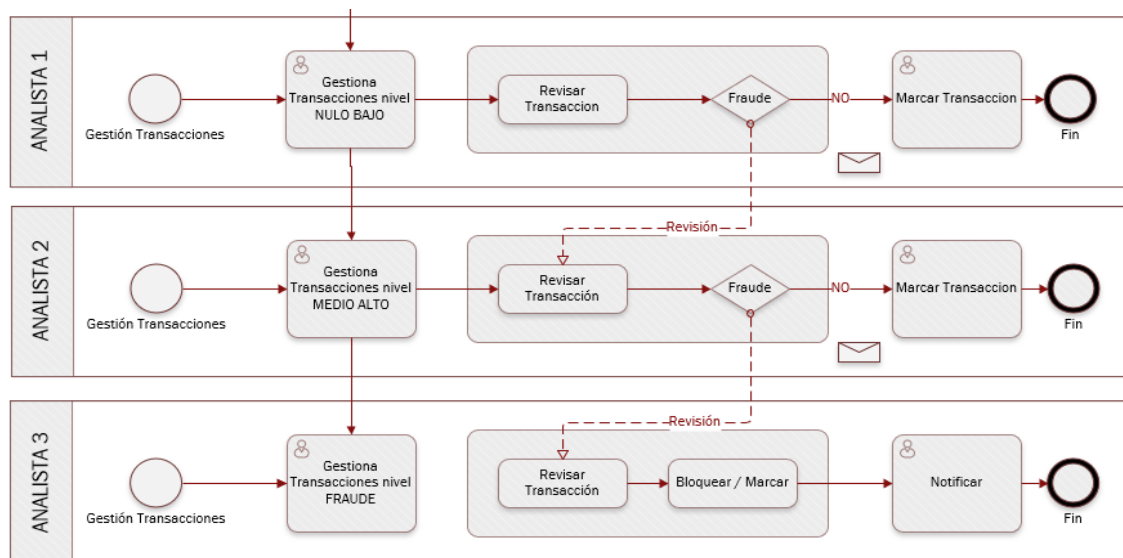 ANALISTA 1
Gestión Transacciones
Gestiona
Transacciones nivel
NULO BAJO
Revisar
Transaccion
Fraude
NO
Marcar Transaccion
Fin
Revisión
ANALISTA 2
Gestión Transacciones
Gestiona
Transacciones nivel
MEDIO ALTO
Revisar
Transacción
Fraude
NO
Marcar Transaccion
Fin
Revisión
ANALISTA 3
Gestión Transacciones
Gestiona
Transacciones nivel
FRAUDE
Revisar
Transacción
Bloquear / Marcar
Notificar
Fin